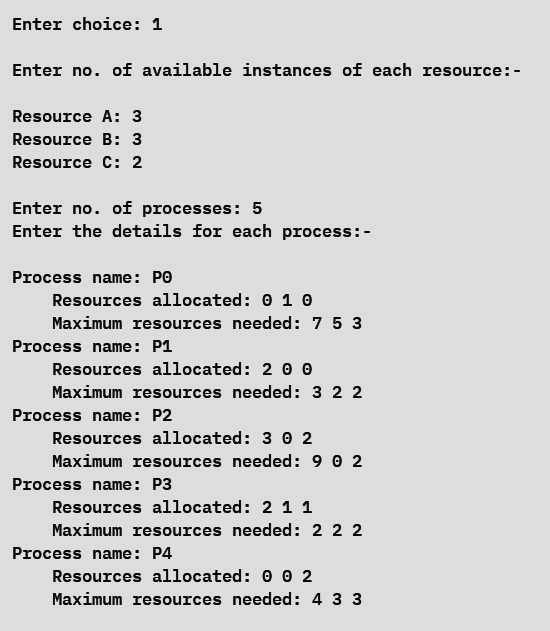 Enter choice: 1
Enter no. of available instances of each resource:-
Resource A: 3
Resource B: 3
Resource C: 2
Enter no. of processes: 5
Enter the details for each process:-
Process name: P0
Resources allocated: 0 1 0
Maximum resources needed: 7 5 3
Process name: P1
Resources allocated: 2 0 0
Maximum resources needed: 3 2 2
Process name: P2
Resources allocated: 3 0 2
Maximum resources needed: 9 0 2
Process name: P3
Resources allocated: 2 1 1
Maximum resources needed: 2 2 2
Process name: P4
Resources allocated: 0 0 2
Maximum resources needed: 4 3 3